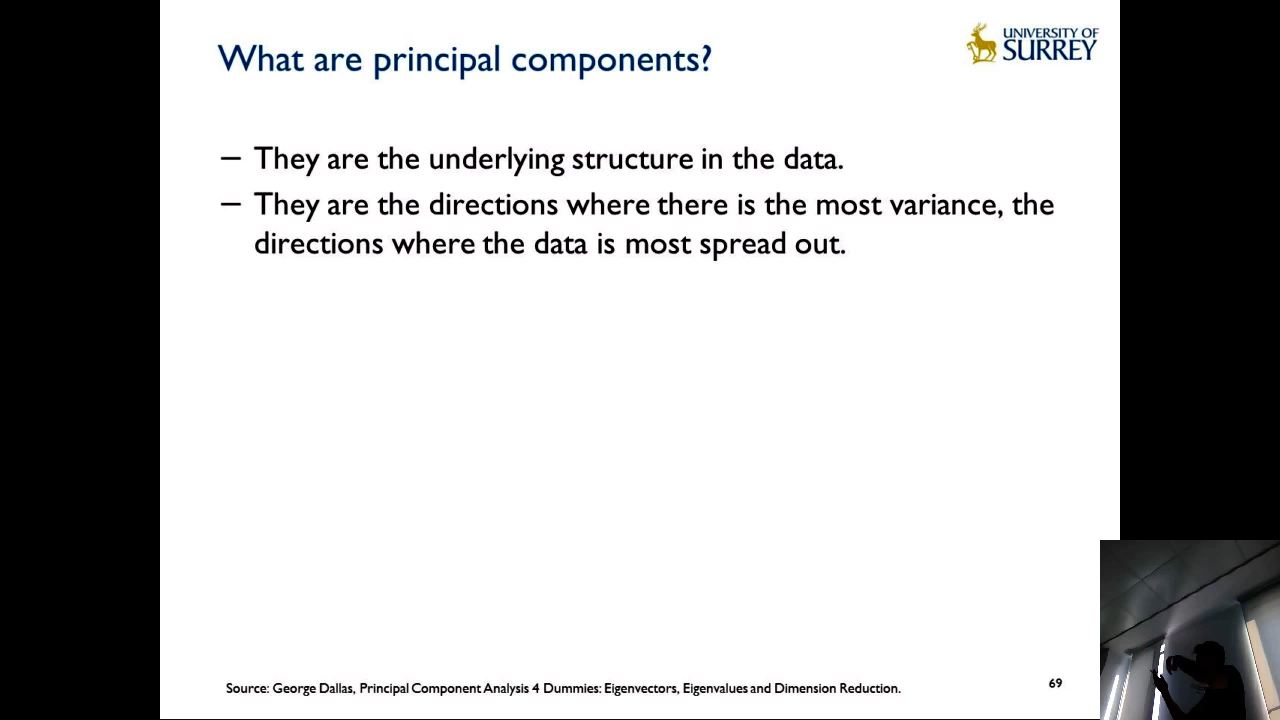 What are principal components?
UNIVERSITY OF
SURREY
– They are the underlying structure in the data.
– They are the directions where there is the most variance, the
directions where the data is most spread out.
Source: George Dallas, Principal Component Analysis 4 Dummies: Eigenvectors, Eigenvalues and Dimension Reduction.
69